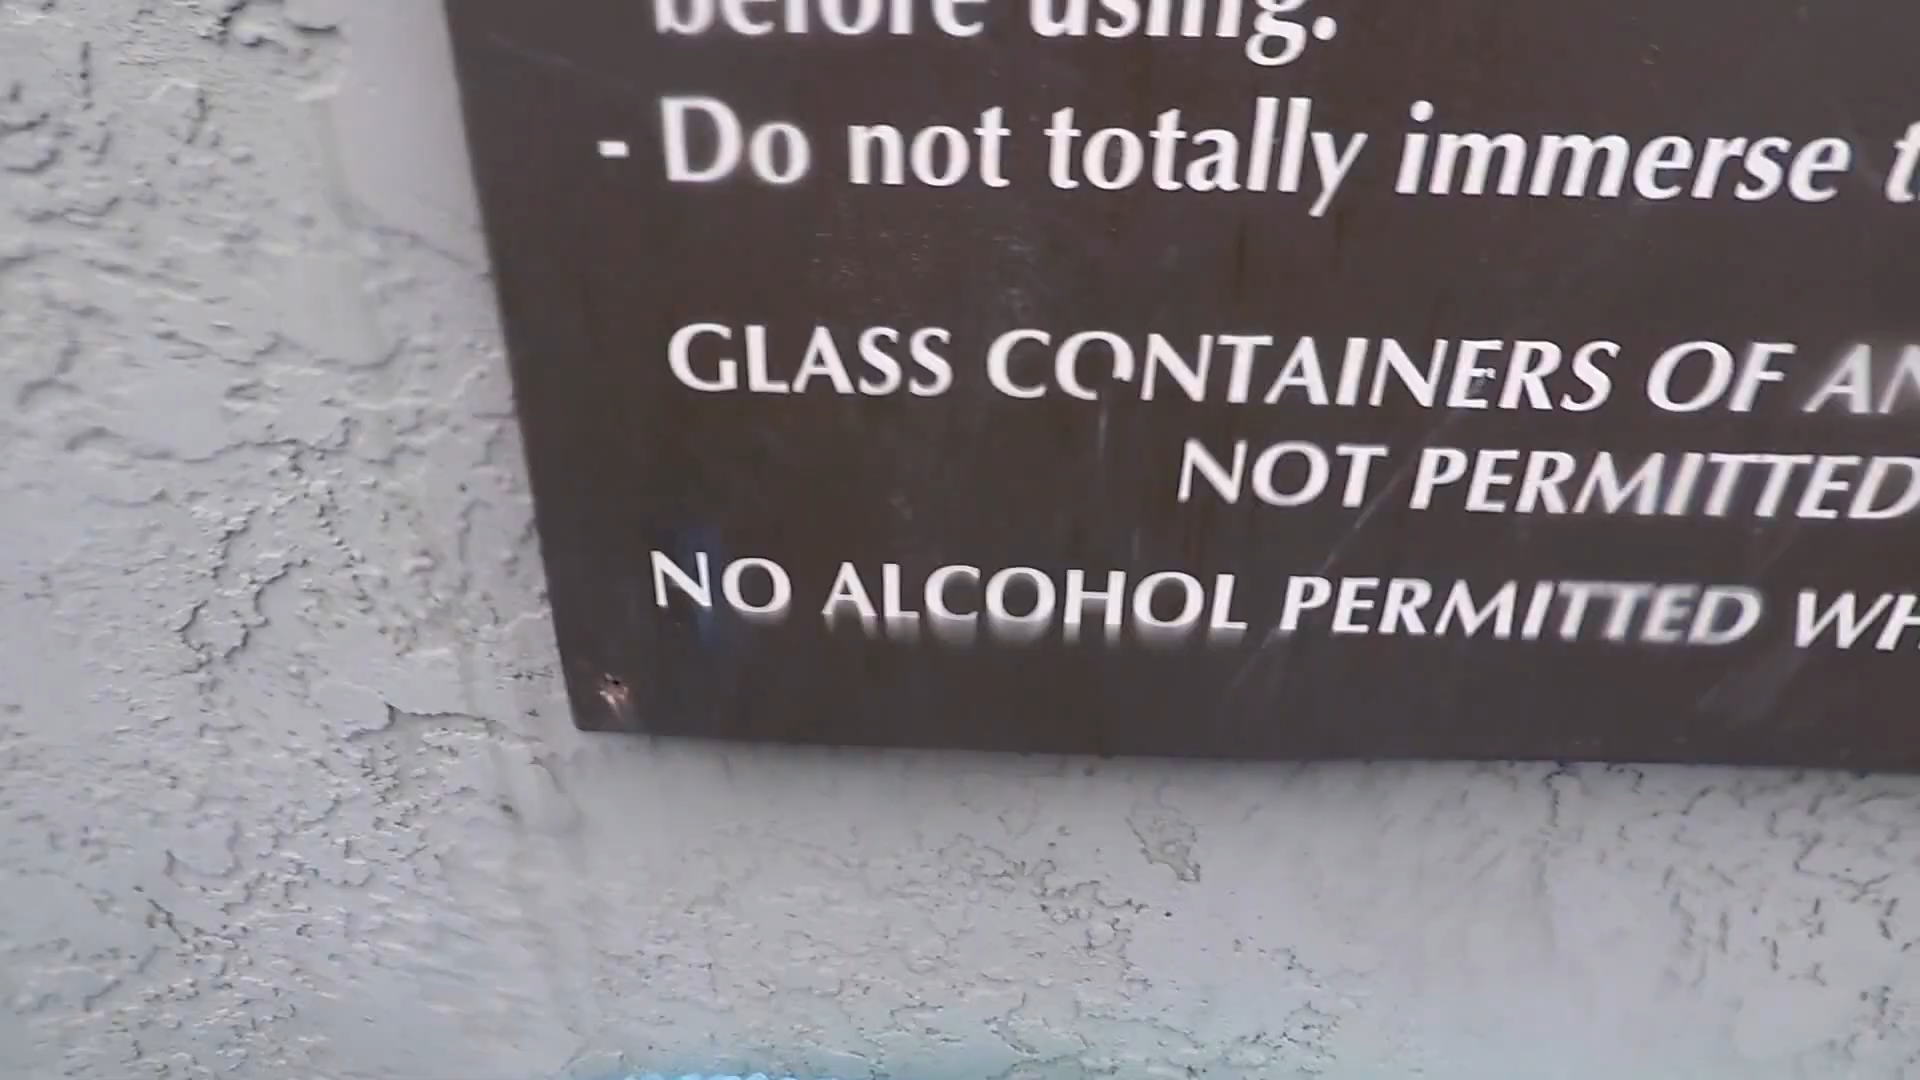 before using.
- Do not totally immerse
GLASS CONTAINERS OF
NOT PERMITTED
NO ALCOHOL PERMITTED